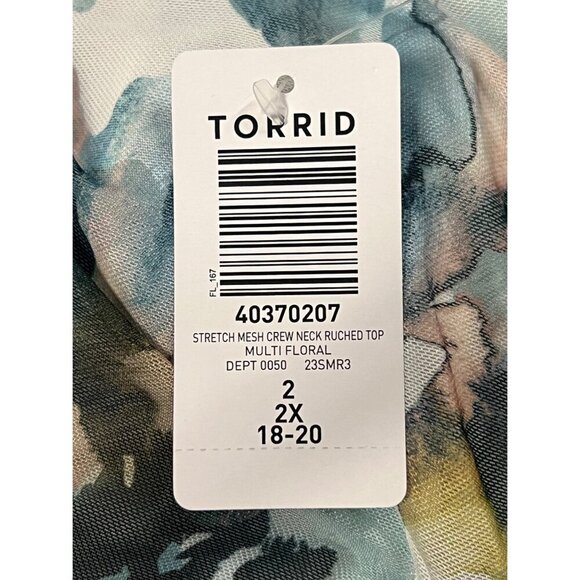 TORRID
FL_167
40370207
STRETCH MESH CREW NECK RUCHED TOP
MULTI FLORAL
DEPT 0050 23SMR3
2
2X
18-20